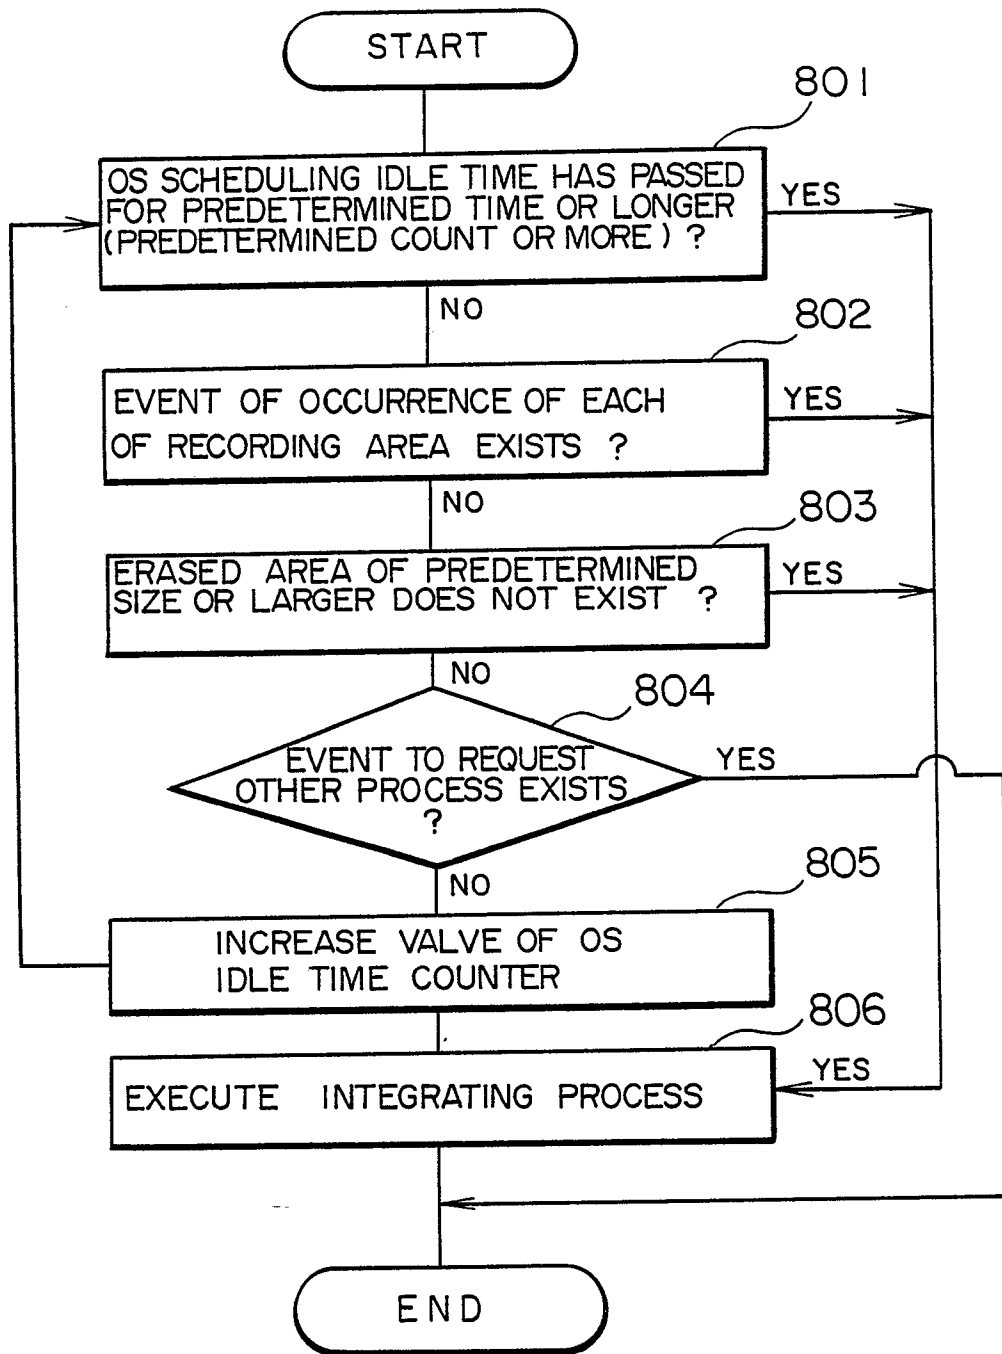 START
801
OS SCHEDULING IDLE TIME HAS PASSED
FOR PREDETERMINED TIME OR LONGER
(PREDETERMINED COUNT OR MORE) ?
YES
NO
802
EVENT OF OCCURRENCE OF EACH
OF RECORDING AREA EXISTS ?
YES
NO
803
ERASED AREA OF PREDETERMINED
SIZE OR LARGER DOES NOT EXIST ?
YES
NO
804
EVENT TO REQUEST
OTHER PROCESS EXISTS
?
YES
NO
805
INCREASE VALVE OF OS
IDLE TIME COUNTER
806
YES
EXECUTE INTEGRATING PROCESS
END